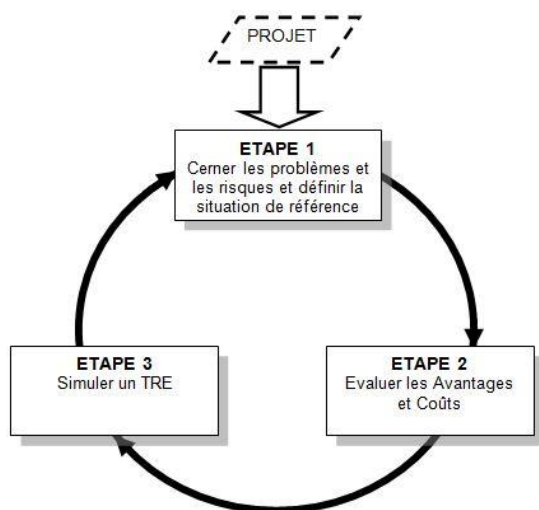 PROJET
ETAPE 1
Cerner les problèmes et
les risques et définir la
situation de référence
ETAPE 3
Simuler un TRE
ETAPE 2
Evaluer les Avantages
et Coûts